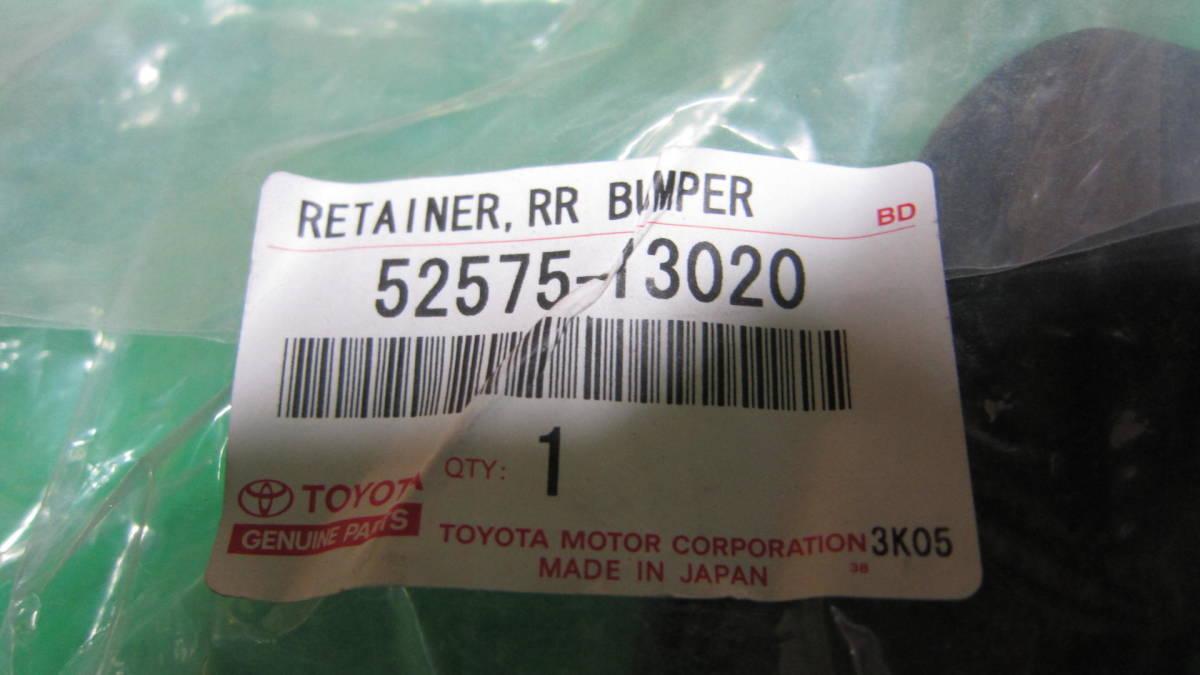 RETAINER, RR BUMPER
BD
52575-13020
QTY: 1
TOYOTA
GENUINE PARTS
TOYOTA MOTOR CORPORATION 3K05
MADE IN JAPAN 38